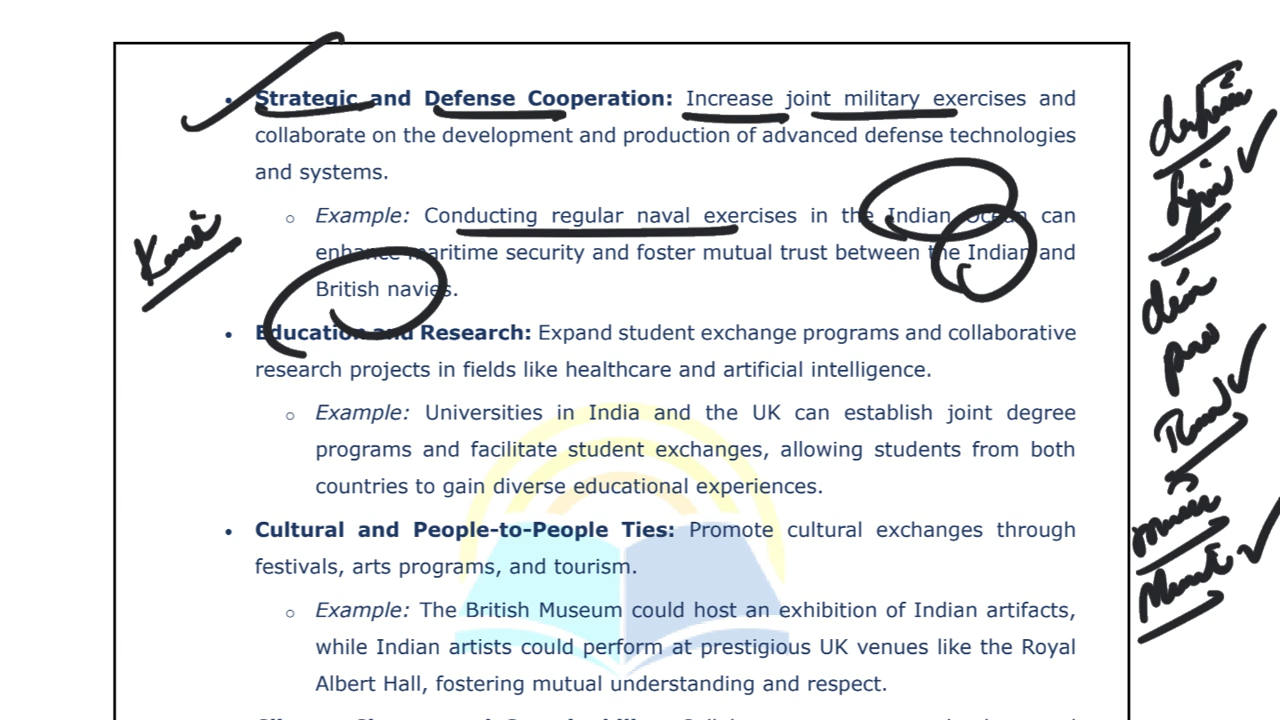 • Strategic and Defense Cooperation: Increase joint military exercises and
collaborate on the development and production of advanced defense technologies
and systems.
○ Example: Conducting regular naval exercises in the Indian Ocean can
enhance maritime security and foster mutual trust between the Indian and
British navies.
• Education and Research: Expand student exchange programs and collaborative
research projects in fields like healthcare and artificial intelligence.
○ Example: Universities in India and the UK can establish joint degree
programs and facilitate student exchanges, allowing students from both
countries to gain diverse educational experiences.
• Cultural and People-to-People Ties: Promote cultural exchanges through
festivals, arts programs, and tourism.
○ Example: The British Museum could host an exhibition of Indian artifacts,
while Indian artists could perform at prestigious UK venues like the Royal
Albert Hall, fostering mutual understanding and respect.